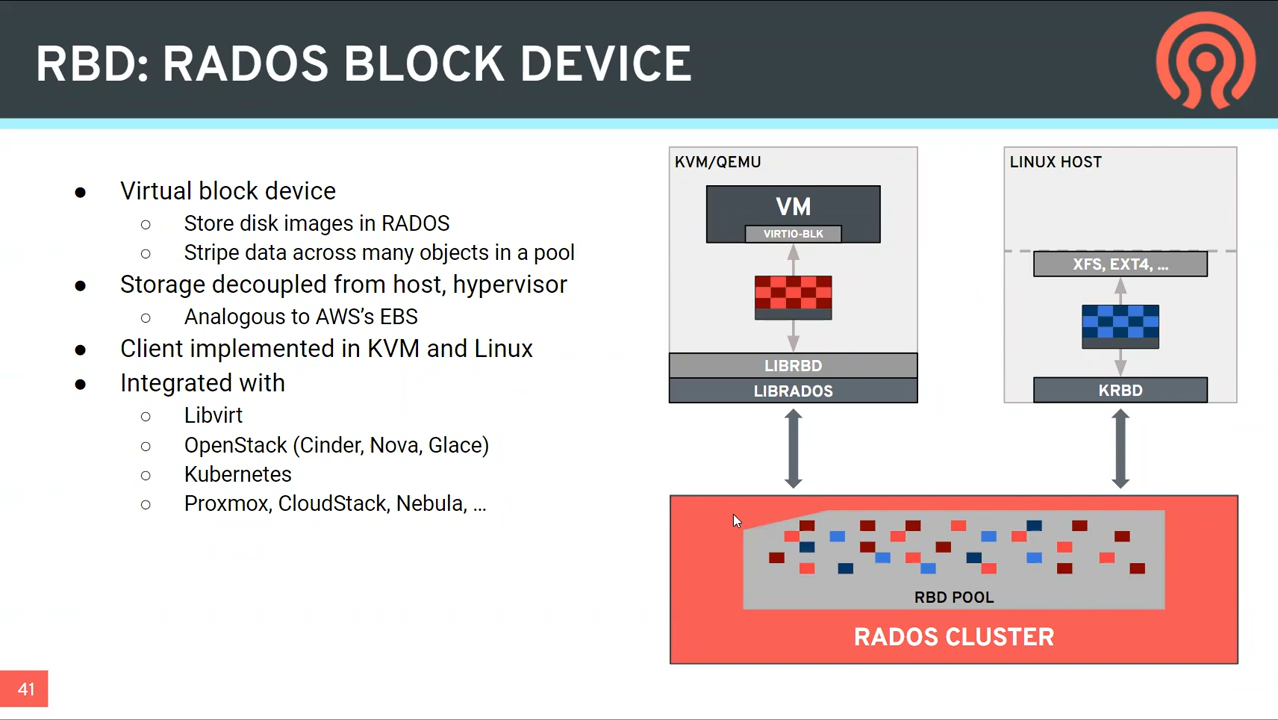 RBD: RADOS BLOCK DEVICE
● Virtual block device
○ Store disk images in RADOS
○ Stripe data across many objects in a pool
● Storage decoupled from host, hypervisor
○ Analogous to AWS's EBS
● Client implemented in KVM and Linux
● Integrated with
○ Libvirt
○ OpenStack (Cinder, Nova, Glace)
○ Kubernetes
○ Proxmox, CloudStack, Nebula, …
KVM/QEMU
VM
VIRTIO-BLK
LIBRBD
LIBRADOS
LINUX HOST
XFS, EXT4, …
KRBD
RBD POOL
RADOS CLUSTER
41